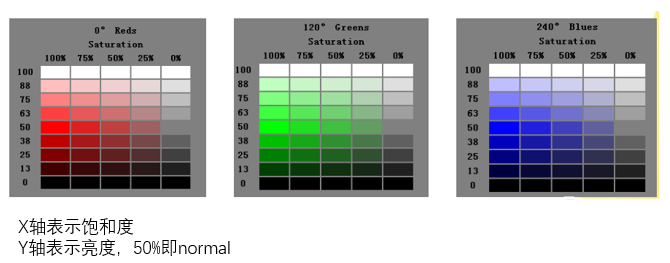 0° Reds
Saturation
100% 75% 50% 25% 0%
100
88
75
63
50
38
25
13
0
120° Greens
Saturation
100% 75% 50% 25% 0%
100
88
75
63
50
38
25
13
0
240° Blues
Saturation
100% 75% 50% 25% 0%
100
88
75
63
50
38
25
13
0
X轴表示饱和度
Y轴表示亮度，50%即normal